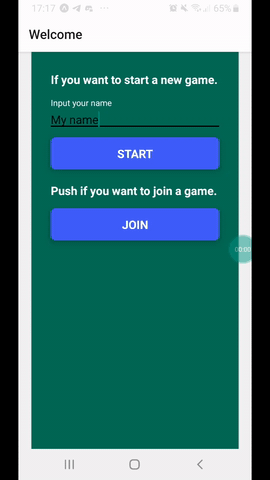 17:17 65%
Welcome
If you want to start a new game.
Input your name
My name
START
Push if you want to join a game.
JOIN
00:00